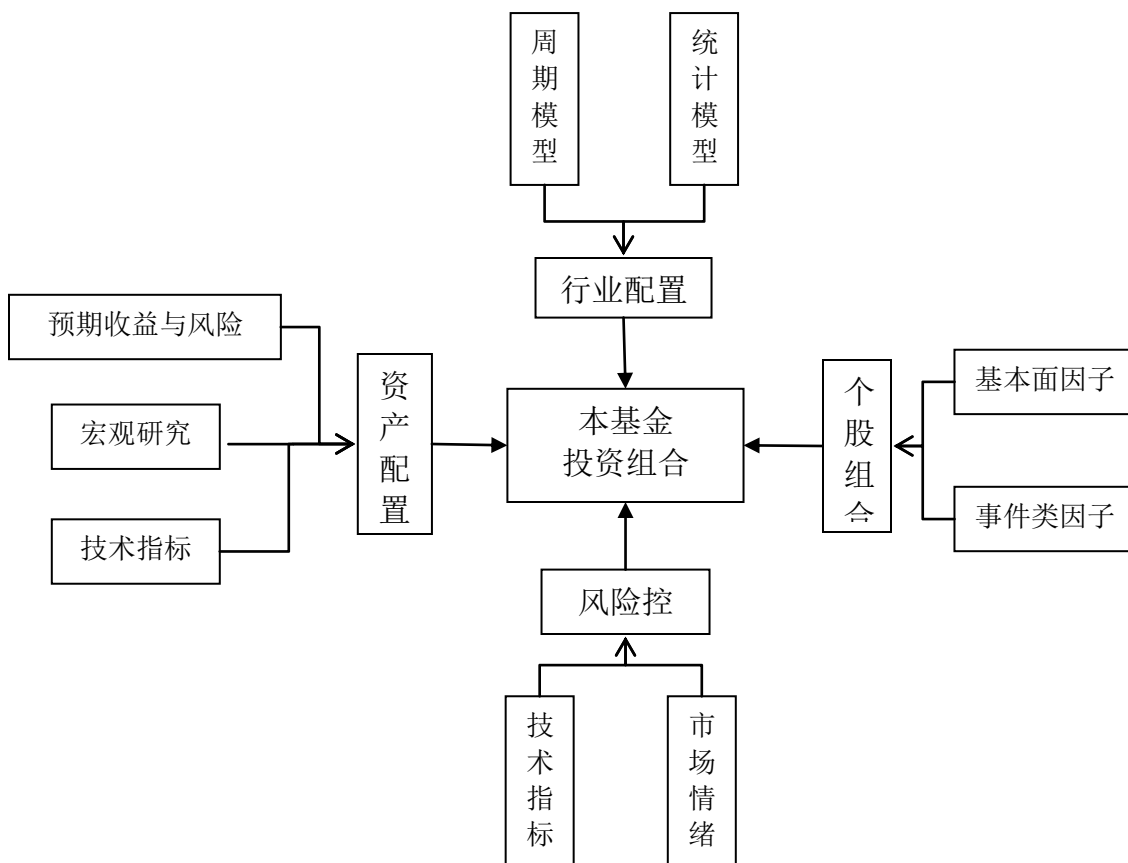 周期模型
统计模型
行业配置
预期收益与风险
宏观研究
技术指标
资产配置
本基金
投资组合
个股组合
基本面因子
事件类因子
风险控
技术指标
市场情绪